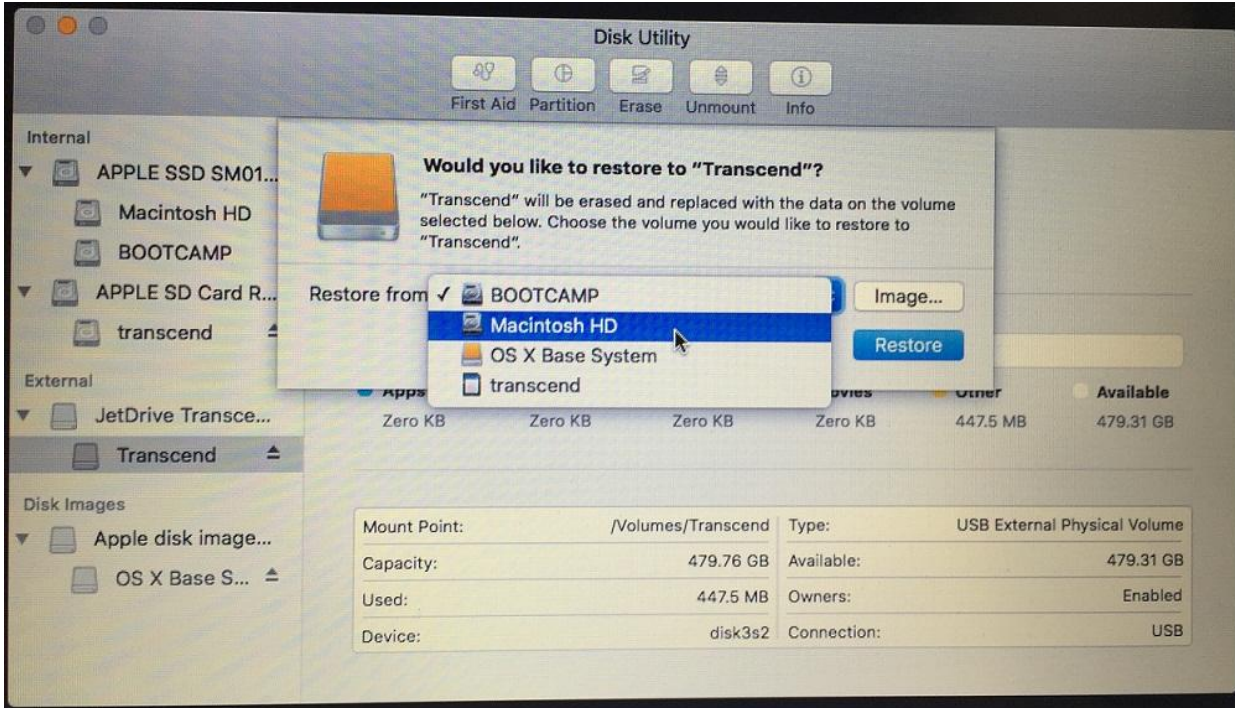 Disk Utility
First Aid Partition Erase Unmount Info
Internal
APPLE SSD SM01...
Macintosh HD
BOOTCAMP
APPLE SD Card R...
transcend
External
JetDrive Transce...
Transcend
Disk Images
Apple disk image...
OS X Base S...
Would you like to restore to "Transcend"?
"Transcend" will be erased and replaced with the data on the volume
selected below. Choose the volume you would like to restore to
"Transcend".
Restore from
✓ BOOTCAMP
Macintosh HD
OS X Base System
transcend
Image...
Restore
Apps
Other
Available
Zero KB Zero KB Zero KB Zero KB 447.5 MB 479.31 GB
Mount Point: /Volumes/Transcend Type: USB External Physical Volume
Capacity: 479.76 GB Available: 479.31 GB
Used: 447.5 MB Owners: Enabled
Device: disk3s2 Connection: USB